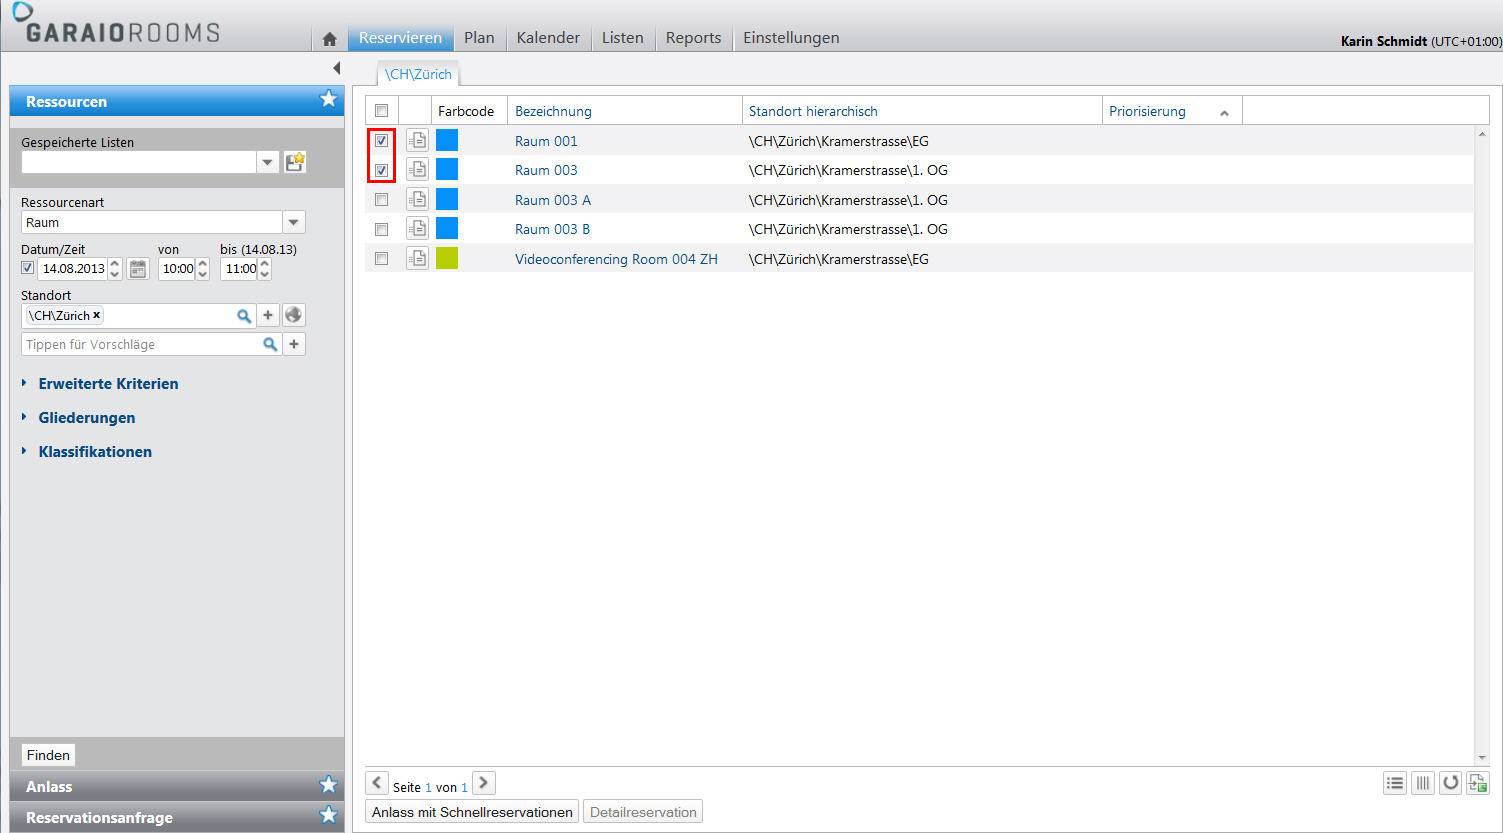 GARAIOROOMS
Reservieren Plan Kalender Listen Reports Einstellungen
Karin Schmidt (UTC+01:00)
\CH\Zürich
Ressourcen
Gespeicherte Listen
Ressourcenart
Raum
Datum/Zeit von bis (14.08.13)
14.08.2013 10:00 11:00
Standort
\CH\Zürich x
Tippen für Vorschläge
Erweiterte Kriterien
Gliederungen
Klassifikationen
Finden
Anlass
Reservationsanfrage
Farbcode Bezeichnung Standort hierarchisch Priorisierung
Raum 001 \CH\Zürich\Kramerstrasse\EG
Raum 003 \CH\Zürich\Kramerstrasse\1. OG
Raum 003 A \CH\Zürich\Kramerstrasse\1. OG
Raum 003 B \CH\Zürich\Kramerstrasse\1. OG
Videoconferencing Room 004 ZH \CH\Zürich\Kramerstrasse\EG
Seite 1 von 1
Anlass mit Schnellreservationen Detailreservation